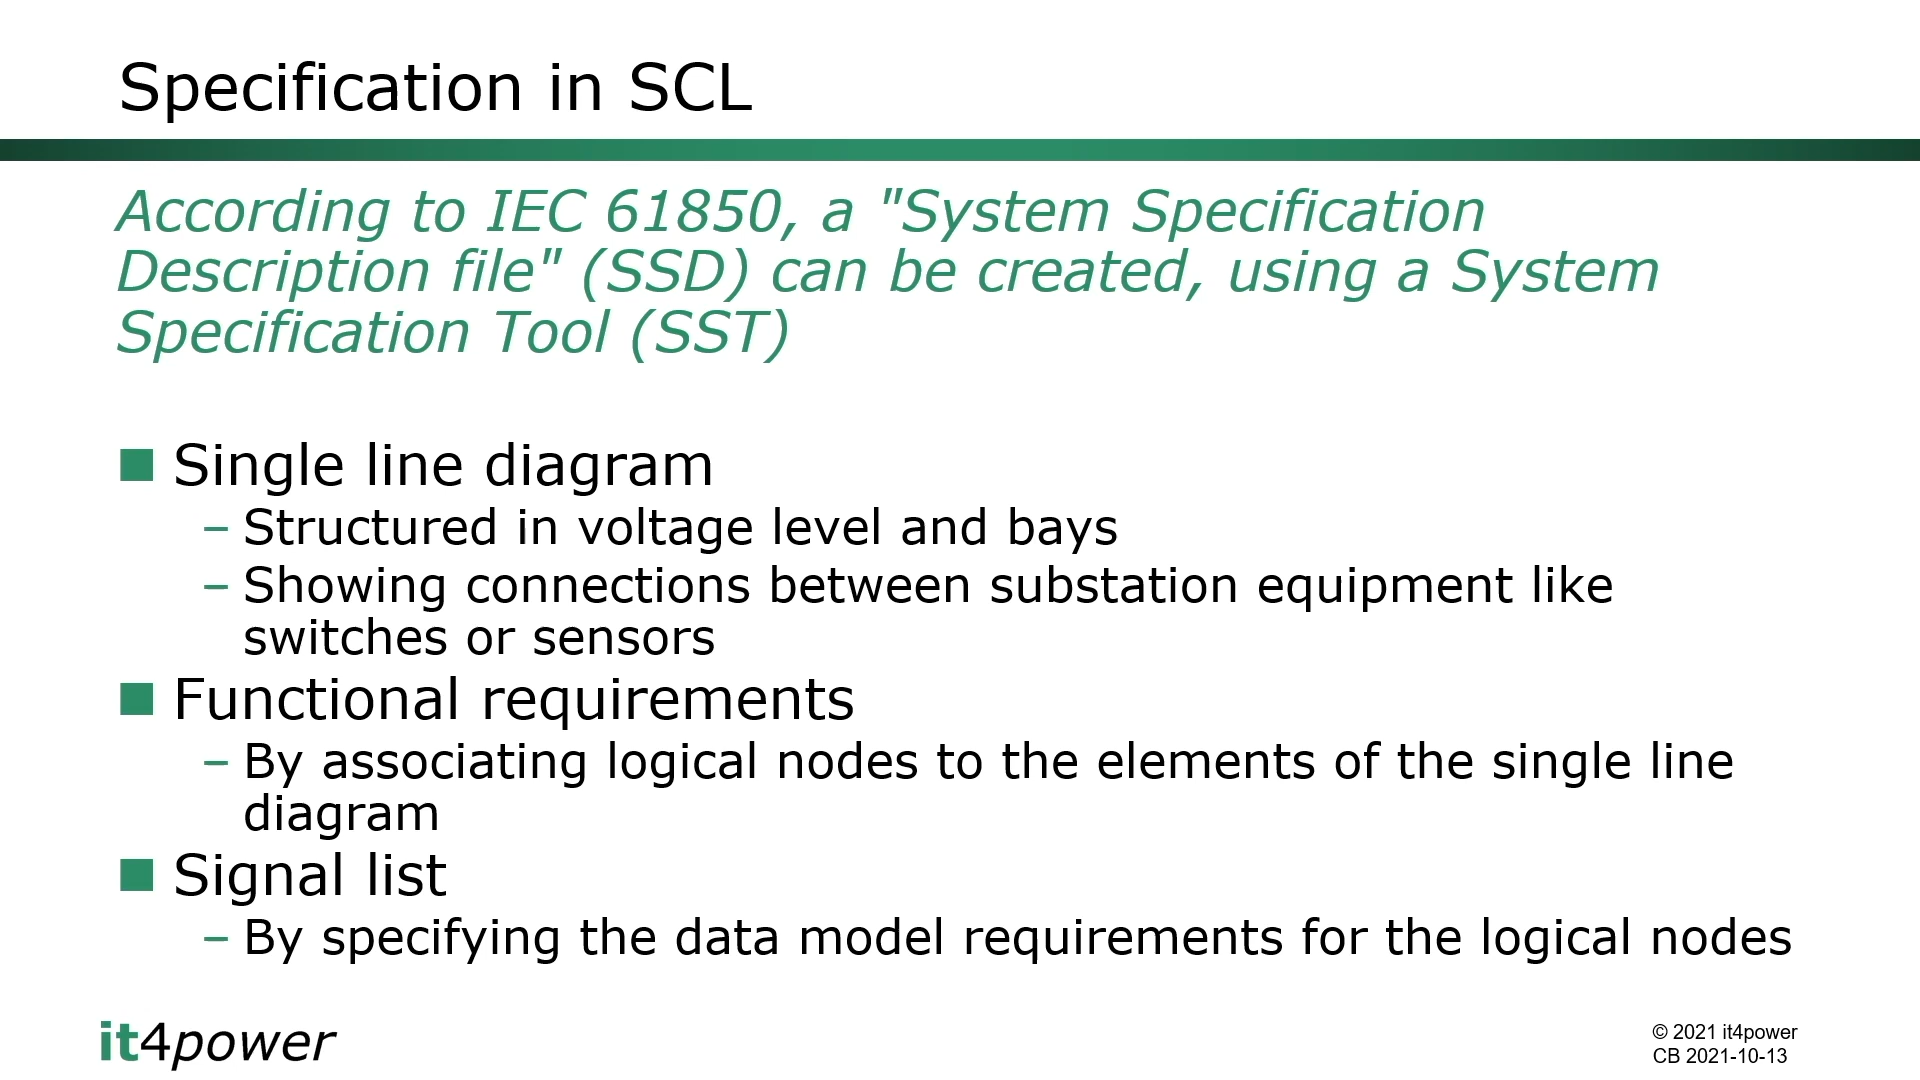 Specification in SCL
According to IEC 61850, a "System Specification
Description file" (SSD) can be created, using a System
Specification Tool (SST)
Single line diagram
– Structured in voltage level and bays
– Showing connections between substation equipment like
switches or sensors
Functional requirements
– By associating logical nodes to the elements of the single line
diagram
Signal list
– By specifying the data model requirements for the logical nodes
it4power
© 2021 it4power
CB 2021-10-13